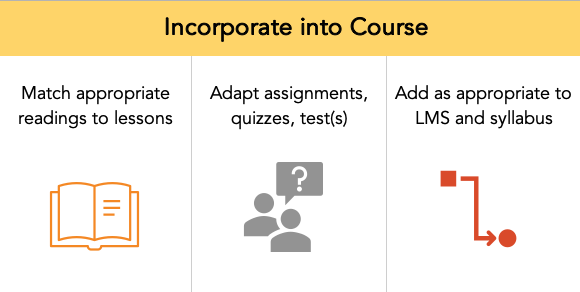 Incorporate into Course
Match appropriate
readings to lessons
Adapt assignments,
quizzes, test(s)
Add as appropriate to
LMS and syllabus
?